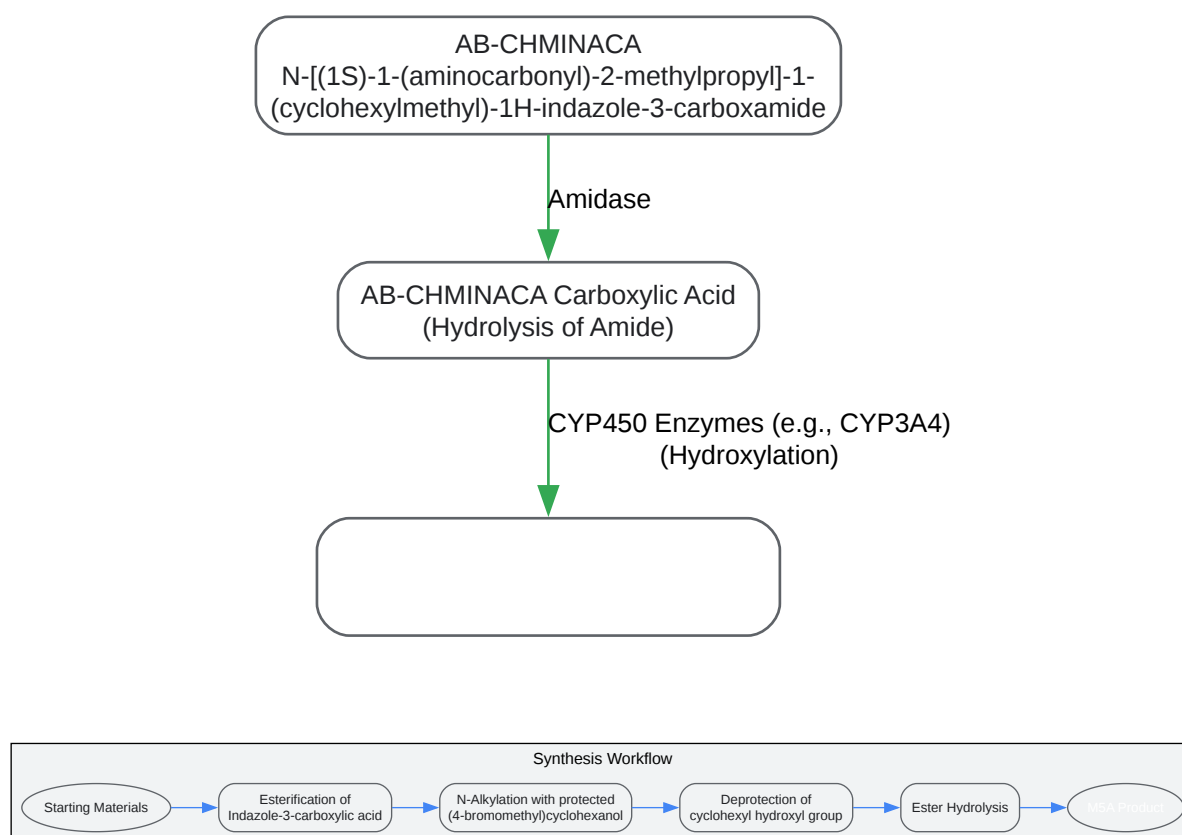 AB-CHMINACA
N-[(1S)-1-(aminocarbonyl)-2-methylpropyl]-1-
(cyclohexylmethyl)-1H-indazole-3-carboxamide
Amidase
AB-CHMINACA Carboxylic Acid
(Hydrolysis of Amide)
CYP450 Enzymes (e.g., CYP3A4)
(Hydroxylation)
Synthesis Workflow
Starting Materials
Esterification of
Indazole-3-carboxylic acid
N-Alkylation with protected
(4-bromomethyl)cyclohexanol
Deprotection of
cyclohexyl hydroxyl group
Ester Hydrolysis
M5A Product